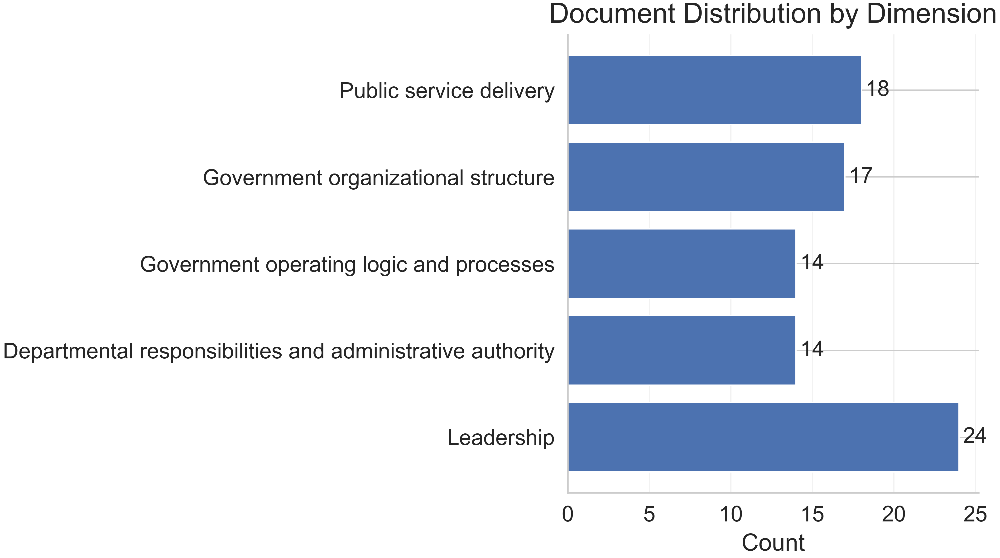 Document Distribution by Dimension
Public service delivery
18
Government organizational structure
17
Government operating logic and processes
14
Departmental responsibilities and administrative authority
14
Leadership
24
0 5 10 15 20 25
Count